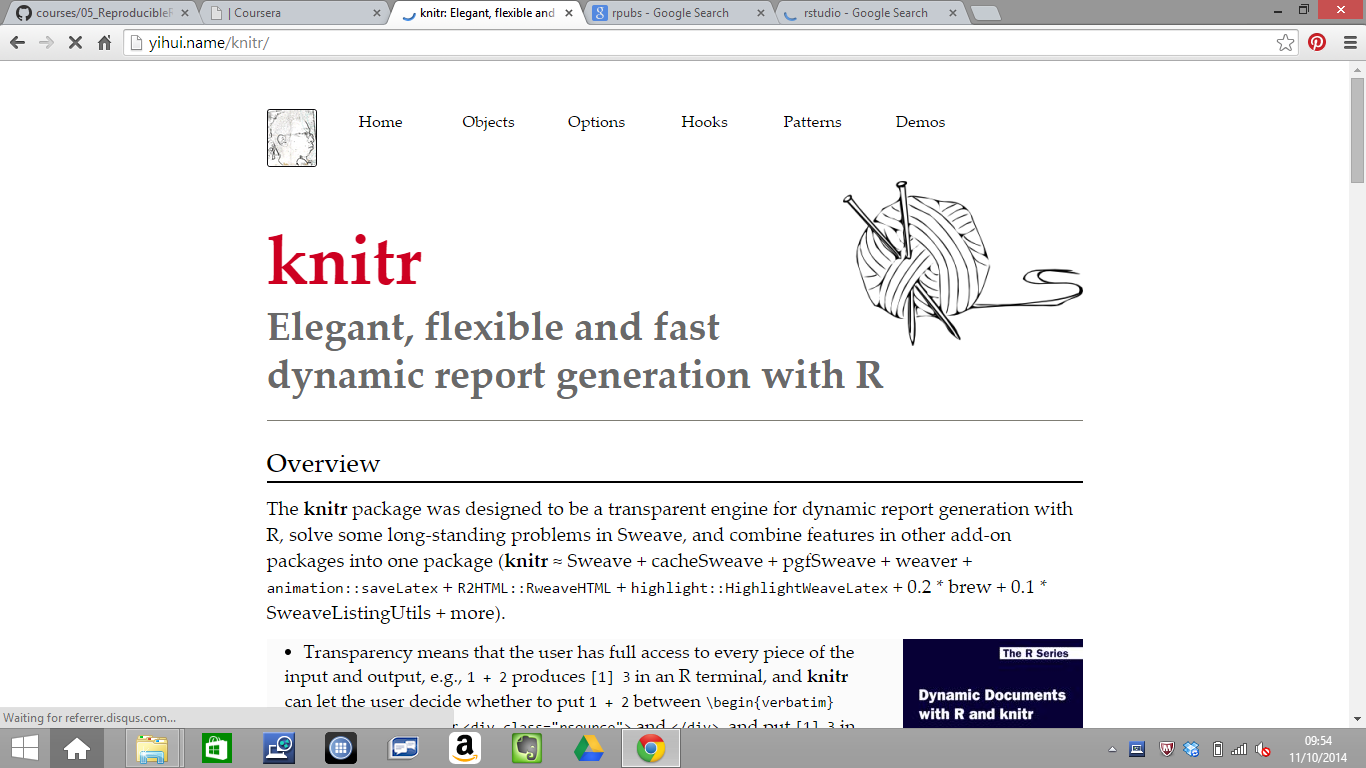 courses/05_ReproducibleR
| Coursera
knitr: Elegant, flexible and
rpubs - Google Search
rstudio - Google Search
yihui.name/knitr/
Home Objects Options Hooks Patterns Demos
knitr
Elegant, flexible and fast
dynamic report generation with R
Overview
The knitr package was designed to be a transparent engine for dynamic report generation with
R, solve some long-standing problems in Sweave, and combine features in other add-on
packages into one package (knitr ≈ Sweave + cacheSweave + pgfSweave + weaver +
animation::saveLatex + R2HTML::RweaveHTML + highlight::HighlightWeaveLatex + 0.2 * brew + 0.1 *
SweaveListingUtils + more).
• Transparency means that the user has full access to every piece of the
input and output, e.g., 1 + 2 produces [1] 3 in an R terminal, and knitr
can let the user decide whether to put 1 + 2 between \begin{verbatim}
<div class="rsource"> and </div>, and put [1] 3 in
The R Series
Dynamic Documents
with R and knitr
Waiting for referrer.disqus.com...
09:54
11/10/2014